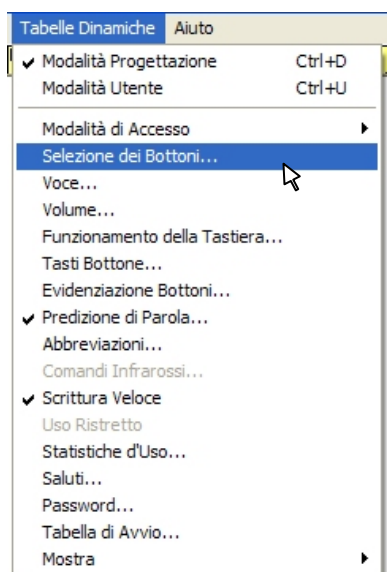 Tabelle Dinamiche Aiuto
Modalità Progettazione Ctrl+D
Modalità Utente Ctrl+U
Modalità di Accesso
Selezione dei Bottoni...
Voce...
Volume...
Funzionamento della Tastiera...
Tasti Bottone...
Evidenziazione Bottoni...
Predizione di Parola...
Abbreviazioni...
Comandi Infrarossi...
Scrittura Veloce
Uso Ristretto
Statistiche d'Uso...
Saluti...
Password...
Tabella di Avvio...
Mostra